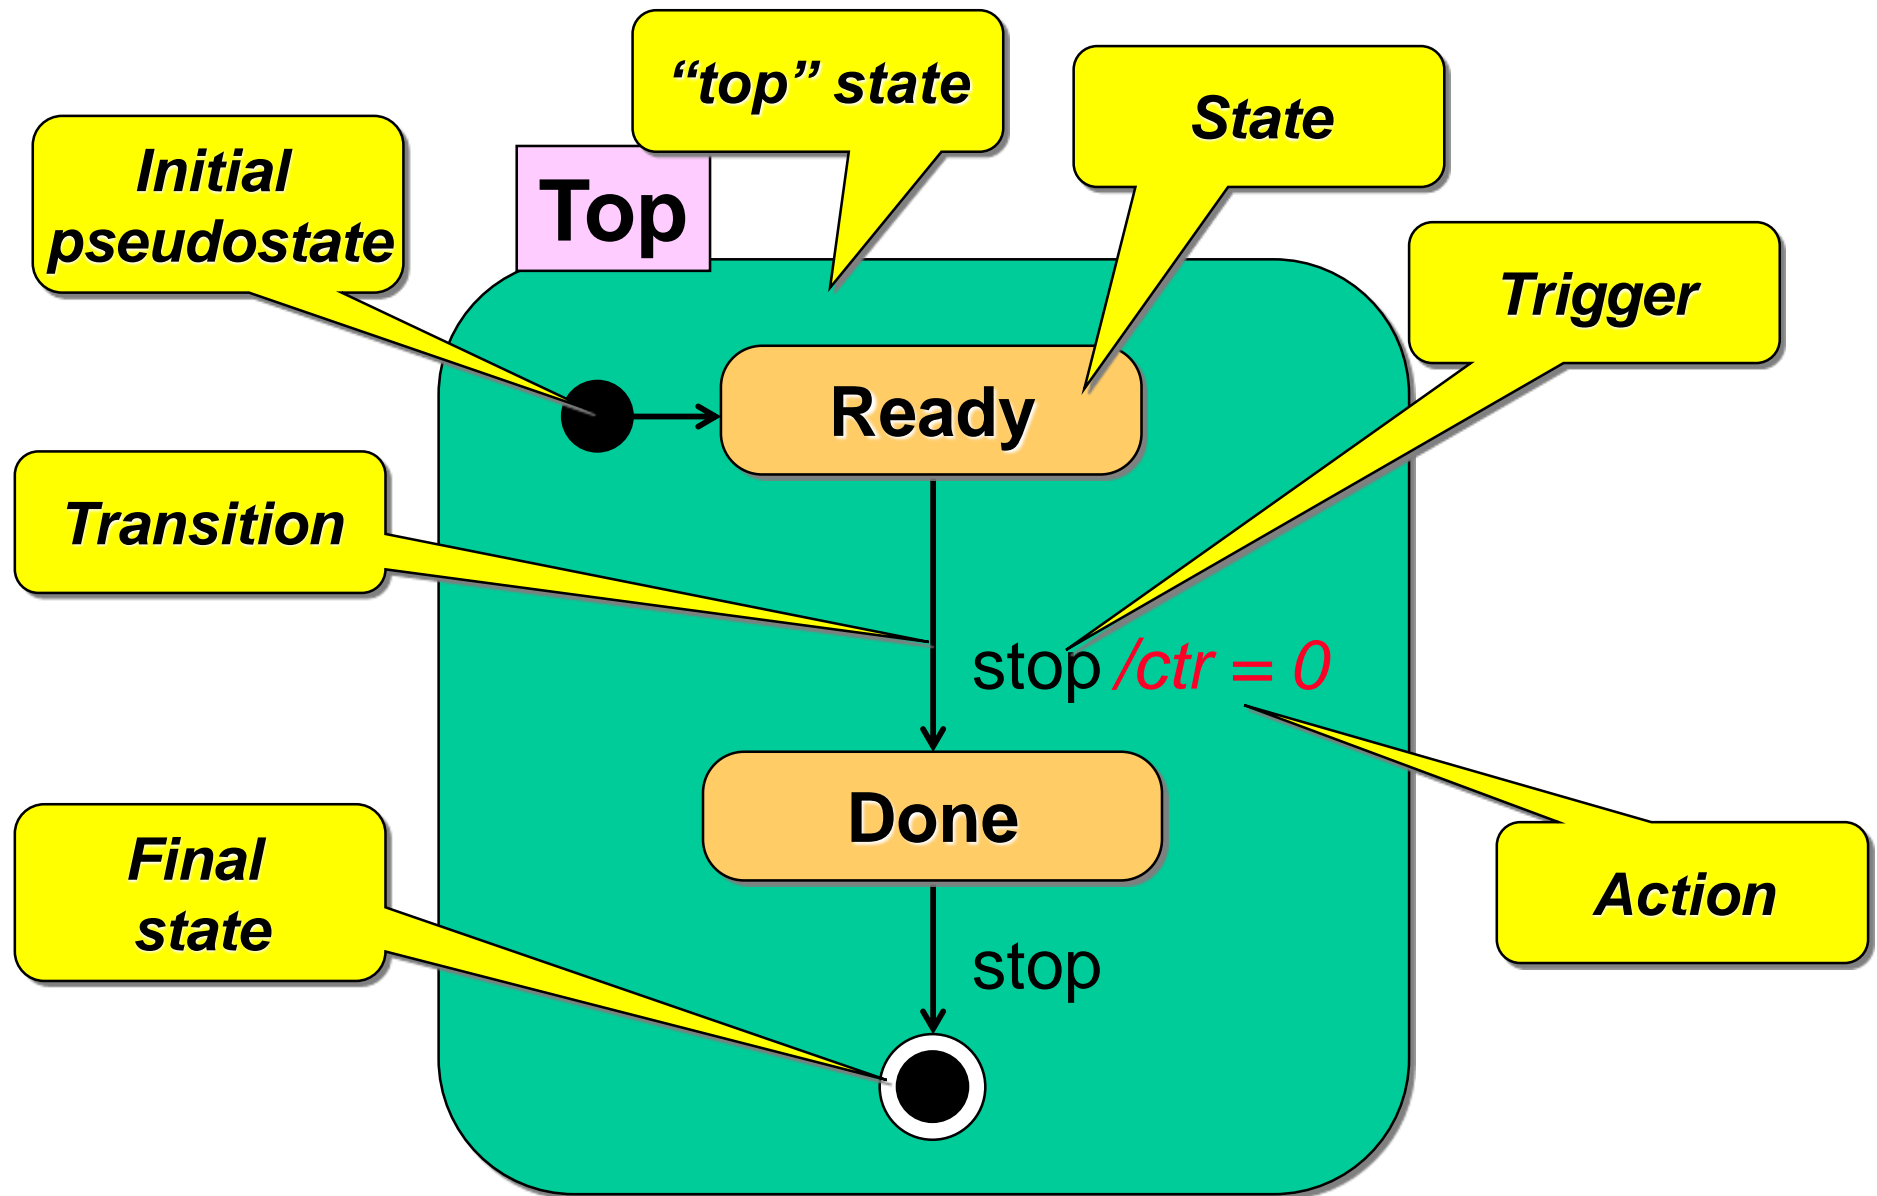 “top” state
State
Initial
pseudostate
Top
Trigger
Ready
Transition
stop /ctr = 0
Done
Final
state
Action
stop